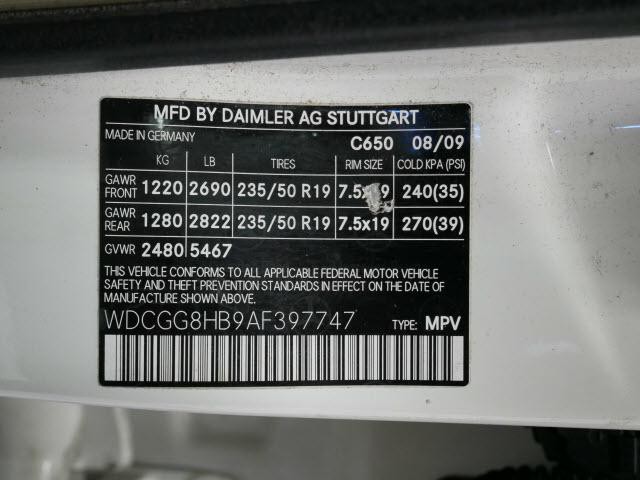 MFD BY DAIMLER AG STUTTGART
MADE IN GERMANY C650 08/09
KG LB TIRES RIM SIZE COLD KPA (PSI)
GAWR FRONT 1220 2690 235/50 R19 7.5x19 240(35)
GAWR REAR 1280 2822 235/50 R19 7.5x19 270(39)
GVWR 2480 5467
THIS VEHICLE CONFORMS TO ALL APPLICABLE FEDERAL MOTOR VEHICLE
SAFETY AND THEFT PREVENTION STANDARDS IN EFFECT ON THE DATE OF
MANUFACTURE SHOWN ABOVE.
WDCGG8HB9AF397747 TYPE: MPV